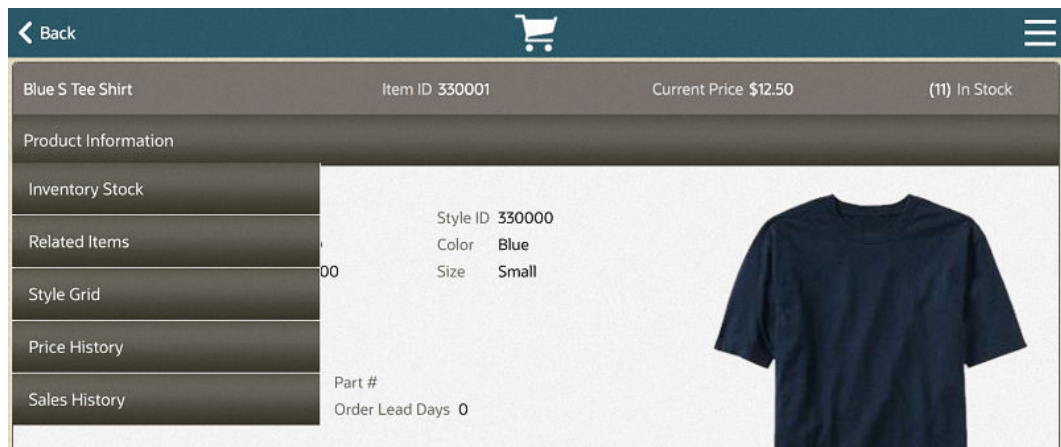 Back
Blue S Tee Shirt Item ID 330001 Current Price $12.50 (11) In Stock
Product Information
Inventory Stock
Related Items
Style Grid
Price History
Sales History
Style ID 330000
Color Blue
00 Size Small
Part #
Order Lead Days 0